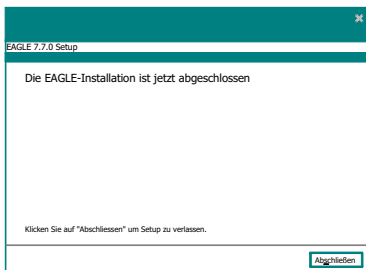 EAGLE 7.7.0 Setup
Die EAGLE-Installation ist jetzt abgeschlossen
Klicken Sie auf "Abschliessen" um Setup zu verlassen.
Abschließen